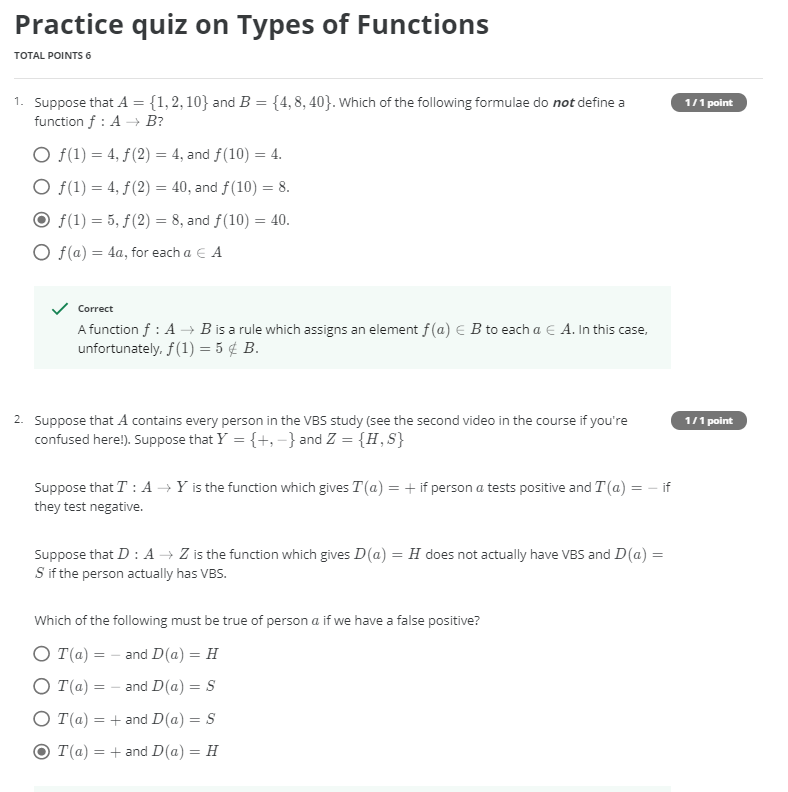 Practice quiz on Types of Functions
TOTAL POINTS 6
1. Suppose that A = {1, 2, 10} and B = {4, 8, 40}. Which of the following formulae do not define a
1 / 1 point
function f : A → B?
f(1) = 4, f(2) = 4, and f(10) = 4.
f(1) = 4, f(2) = 40, and f(10) = 8.
f(1) = 5, f(2) = 8, and f(10) = 40.
f(a) = 4a, for each a ∈ A
Correct
A function f : A → B is a rule which assigns an element f(a) ∈ B to each a ∈ A. In this case,
unfortunately, f(1) = 5 ∉ B.
2. Suppose that A contains every person in the VBS study (see the second video in the course if you're
1 / 1 point
confused here!). Suppose that Y = {+, −} and Z = {H, S}
Suppose that T : A → Y is the function which gives T(a) = + if person a tests positive and T(a) = − if
they test negative.
Suppose that D : A → Z is the function which gives D(a) = H does not actually have VBS and D(a) =
S if the person actually has VBS.
Which of the following must be true of person a if we have a false positive?
T(a) = − and D(a) = H
T(a) = − and D(a) = S
T(a) = + and D(a) = S
T(a) = + and D(a) = H